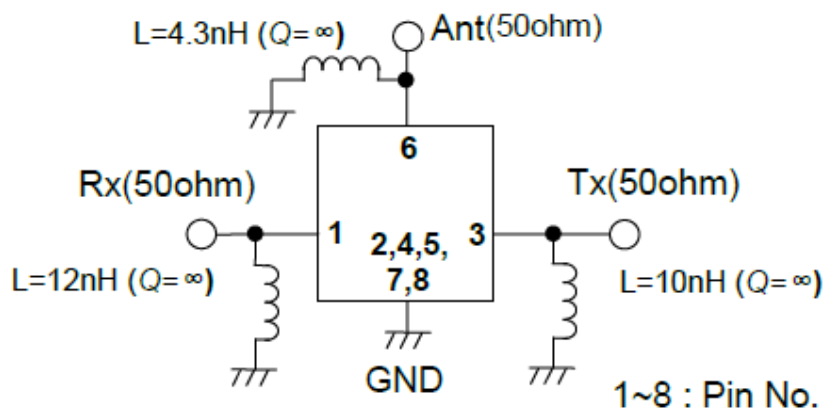 L=4.3nH (Q=∞)
Ant(50ohm)
6
Rx(50ohm)
Tx(50ohm)
1
2,4,5,
7,8
3
L=12nH (Q=∞)
L=10nH (Q=∞)
GND
1~8 : Pin No.